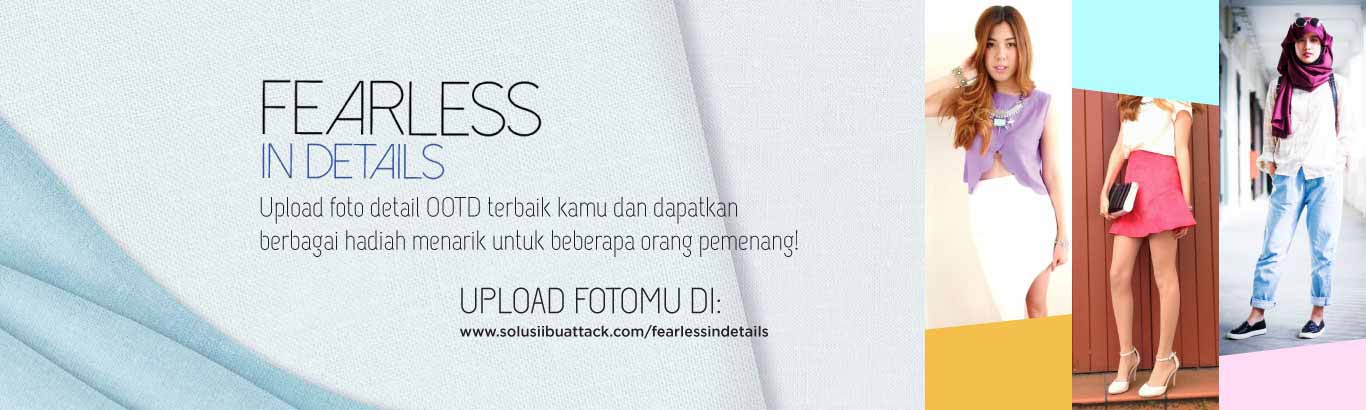 FEARLESS
IN DETAILS
Upload foto detail OOTD terbaik kamu dan dapatkan
berbagai hadiah menarik untuk beberapa orang pemenang!
UPLOAD FOTOMU DI:
www.solusiibuattack.com/fearlessindetails